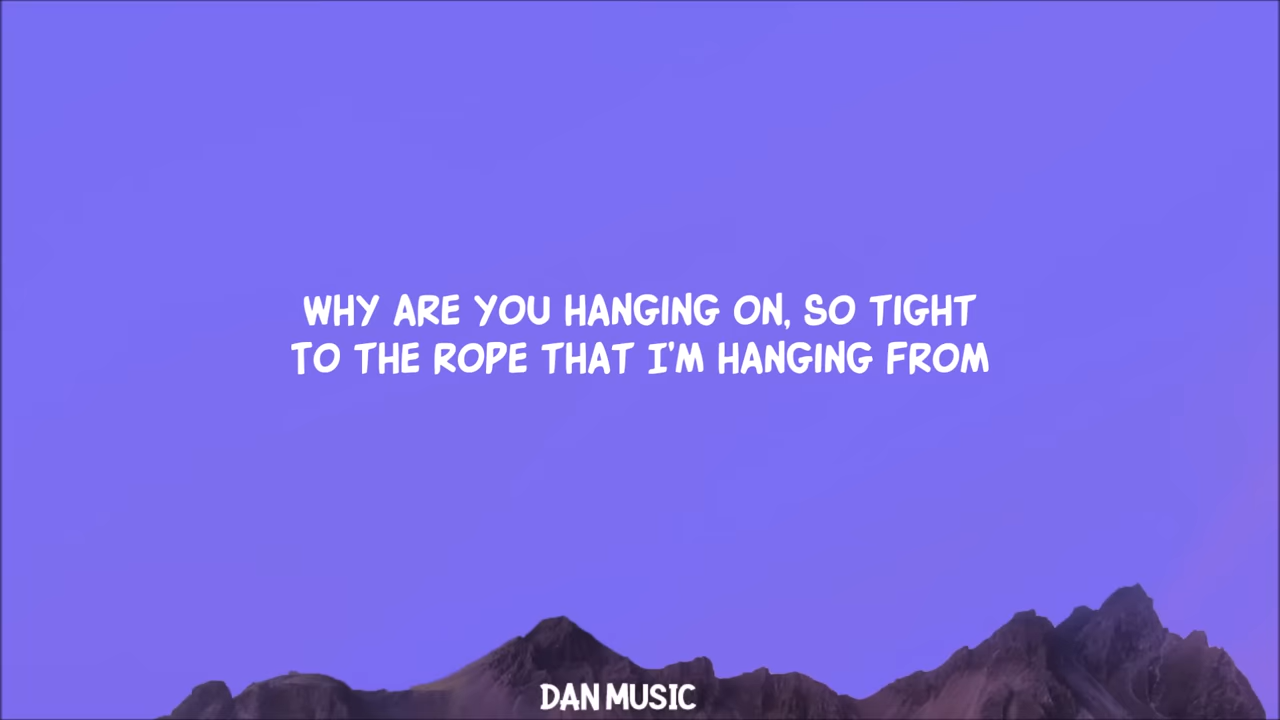 WHY ARE YOU HANGING ON, SO TIGHT
TO THE ROPE THAT I'M HANGING FROM
DAN MUSIC